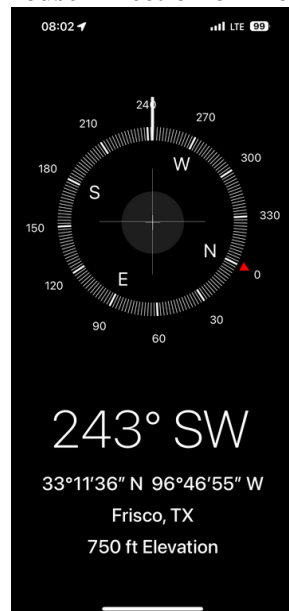 08:02 LTE 99
240
210 270
W
180 300
S
150 330
N
120 E 0
90 30
60
243° SW
33°11'36" N 96°46'55" W
Frisco, TX
750 ft Elevation